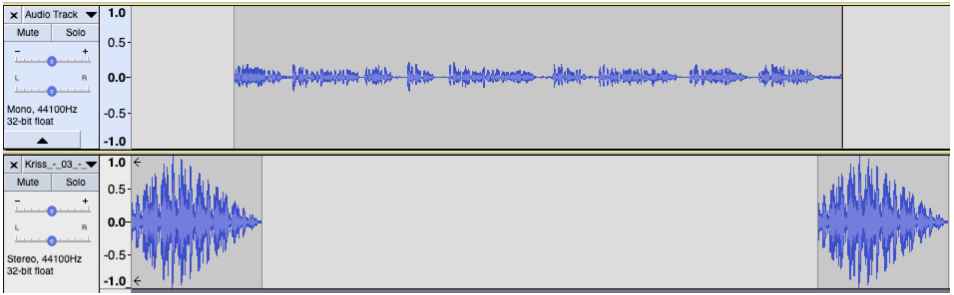 × Audio Track ▼
Mute Solo
- +
L R
Mono, 44100Hz
32-bit float
1.0
0.5-
0.0-
-0.5-
-1.0
× Kriss_-_03_-_▼
Mute Solo
- +
L R
Stereo, 44100Hz
32-bit float
1.0
0.5-
0.0-
-0.5-
-1.0